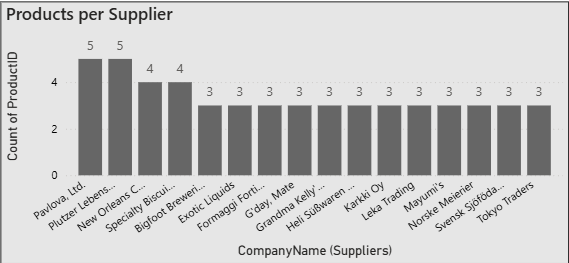 Products per Supplier
5 5 4 4 3 3 3 3 3 3 3 3 3 3 3 3
Count of ProductID
4
2
0
Pavlova, Ltd.
Plutzer Lebens...
New Orleans C...
Specialty Biscui...
Bigfoot Breweri...
Exotic Liquids
Formaggi Forti...
G'day, Mate
Grandma Kelly'...
Heli Süßwaren ...
Karkki Oy
Leka Trading
Mayumi's
Norske Meierier
Svensk Sjöföda...
Tokyo Traders
CompanyName (Suppliers)